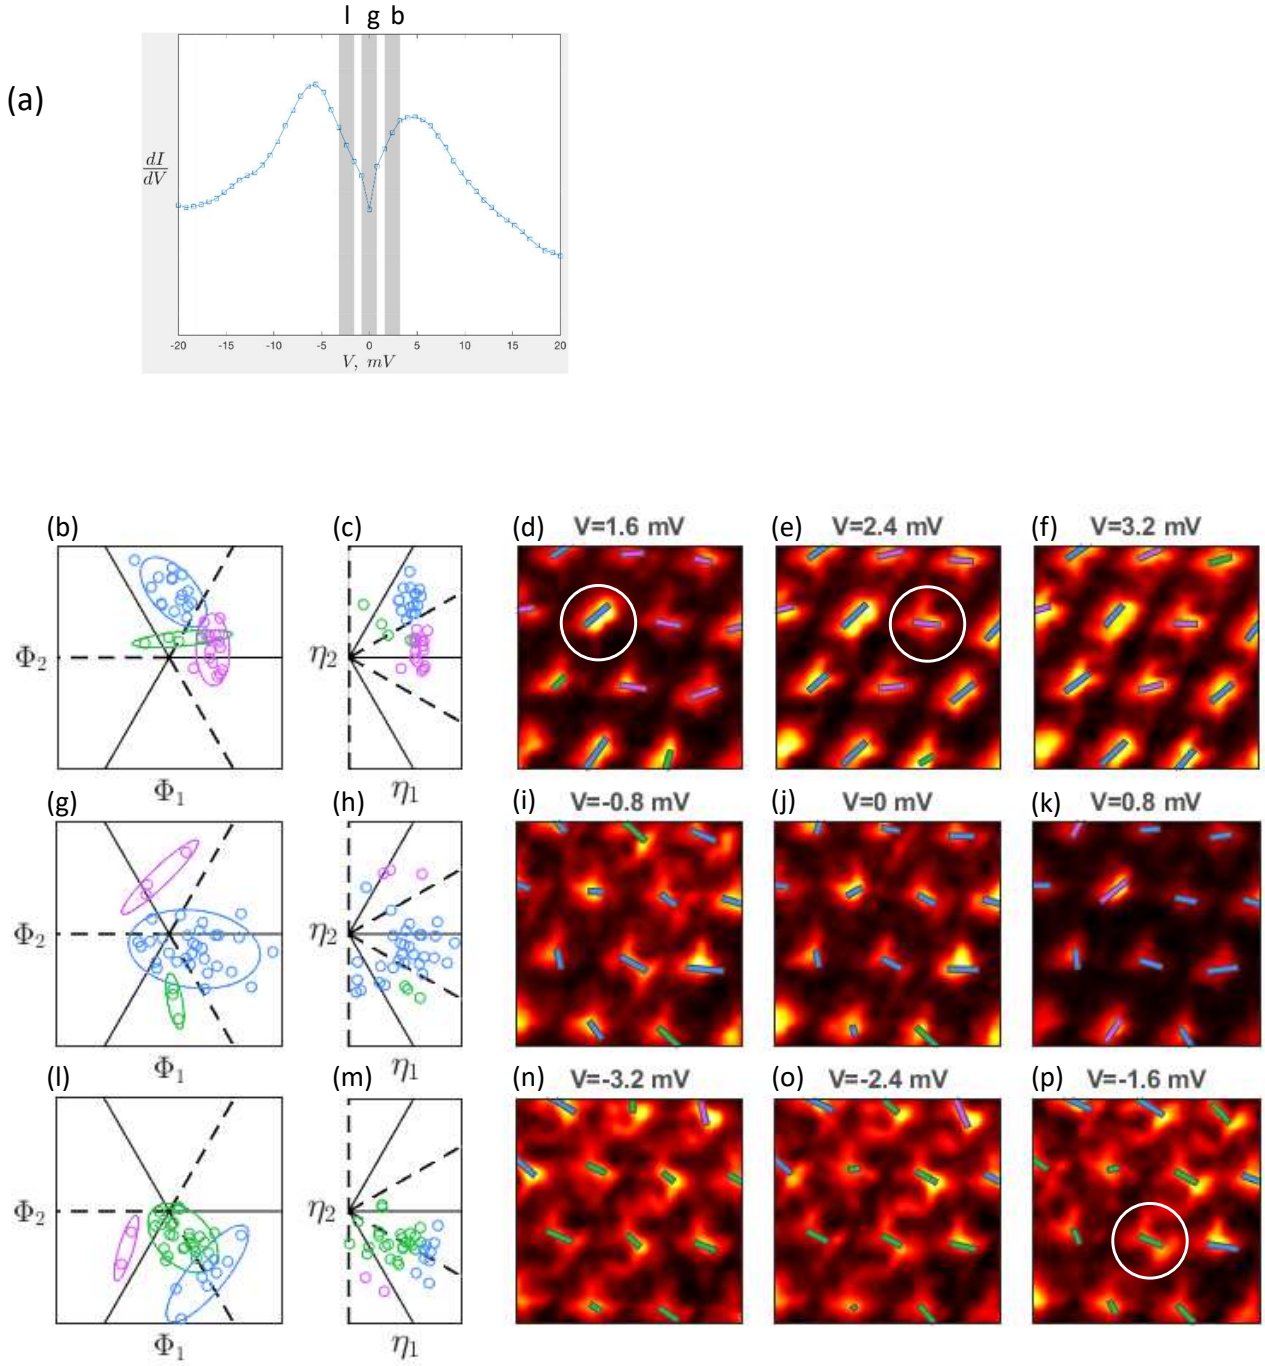 l g b
(a)
dI
dV
-20 -15 -10 -5 0 5 10 15 20
V, mV
(b) (c) (d) V=1.6 mV (e) V=2.4 mV (f) V=3.2 mV
Φ₂ η₂
Φ₁ η₁
(g) (h) (i) V=-0.8 mV (j) V=0 mV (k) V=0.8 mV
Φ₂ η₂
Φ₁ η₁
(l) (m) (n) V=-3.2 mV (o) V=-2.4 mV (p) V=-1.6 mV
Φ₂ η₂
Φ₁ η₁